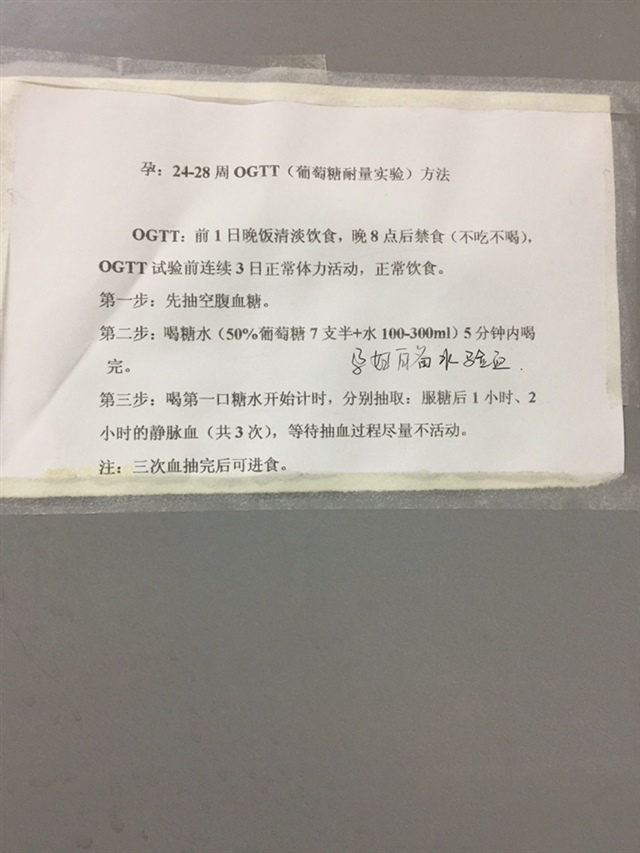 孕：24-28 周 OGTT（葡萄糖耐量实验）方法
OGTT：前 1 日晚饭清淡饮食，晚 8 点后禁食（不吃不喝），
OGTT 试验前连续 3 日正常体力活动，正常饮食。
第一步：先抽空腹血糖。
第二步：喝糖水（50%葡萄糖 7 支半+水 100-300ml）5 分钟内喝
完。
水验血.
第三步：喝第一口糖水开始计时，分别抽取：服糖后 1 小时、2
小时的静脉血（共 3 次），等待抽血过程尽量不活动。
注：三次血抽完后可进食。